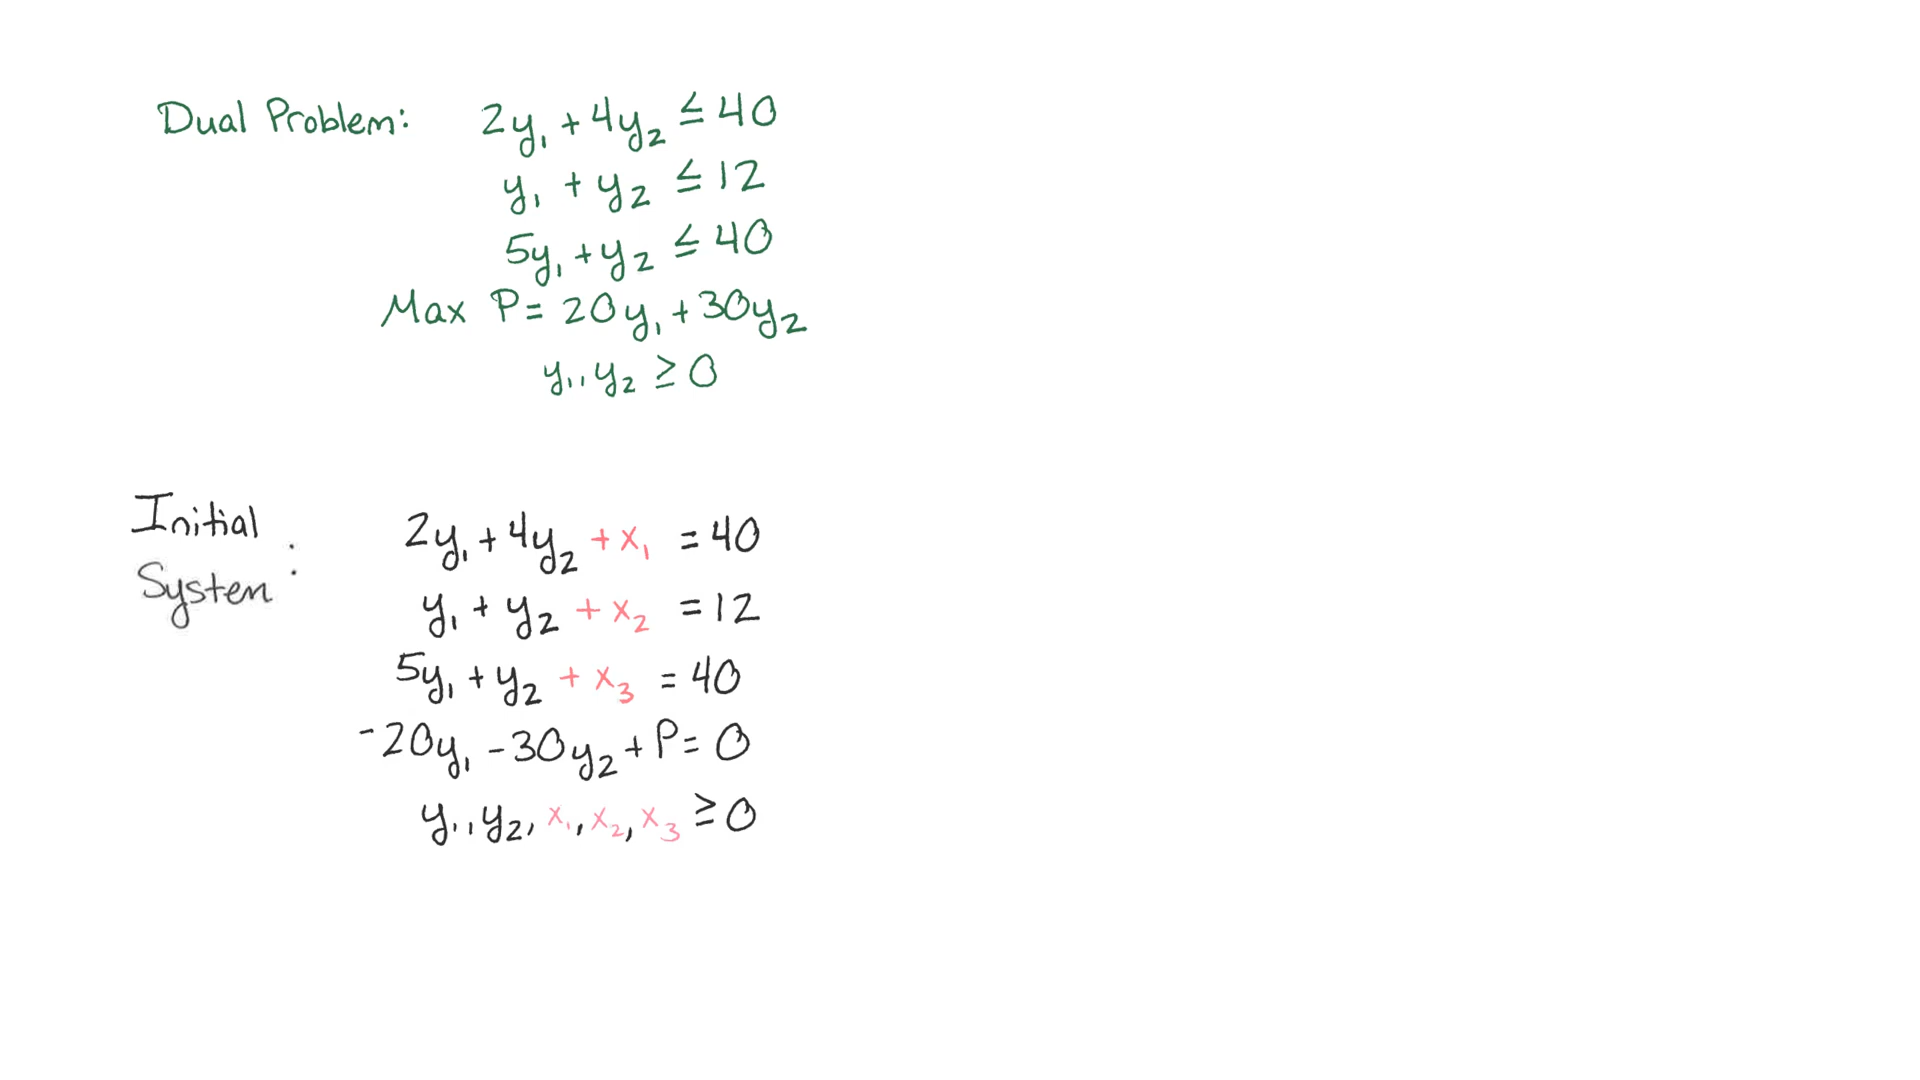 Dual Problem: 2y₁ + 4y₂ ≤ 40
y₁ + y₂ ≤ 12
5y₁ + y₂ ≤ 40
Max P = 20y₁ + 30y₂
y₁, y₂ ≥ 0
Initial
System:
2y₁ + 4y₂ + x₁ = 40
y₁ + y₂ + x₂ = 12
5y₁ + y₂ + x₃ = 40
-20y₁ - 30y₂ + P = 0
y₁, y₂, x₁, x₂, x₃ ≥ 0